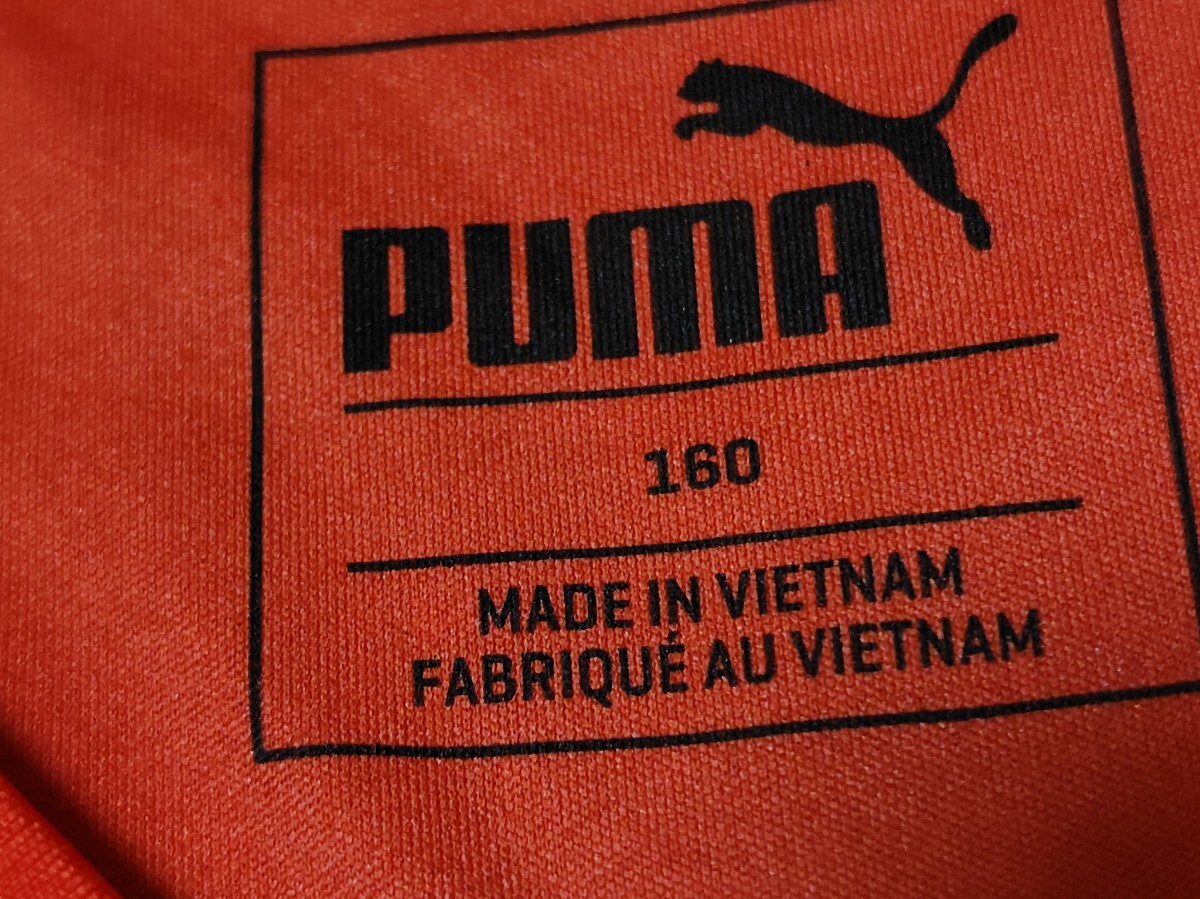 PUMA
160
MADE IN VIETNAM
FABRIQUÉ AU VIETNAM